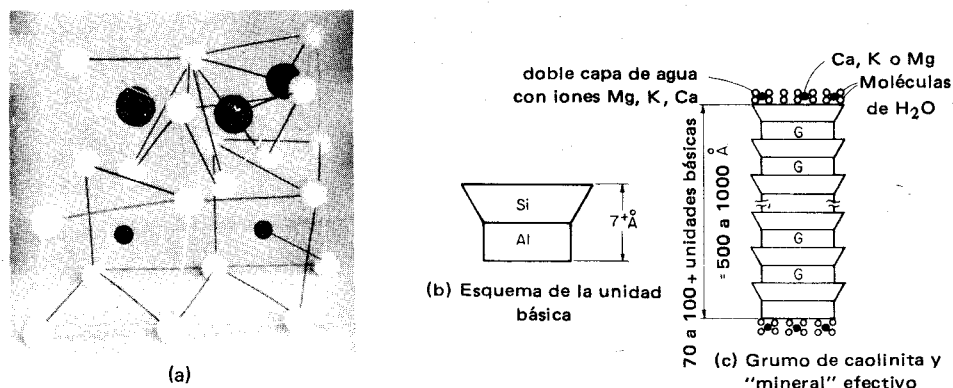 (a)
doble capa de agua
con iones Mg, K, Ca
Si
Al
7⁺Å
(b) Esquema de la unidad
básica
Ca, K o Mg
Moléculas
de H₂O
G
G
G
G
70 a 100+ unidades básicas
= 500 a 1000 Å
(c) Grumo de caolinita y
"mineral" efectivo